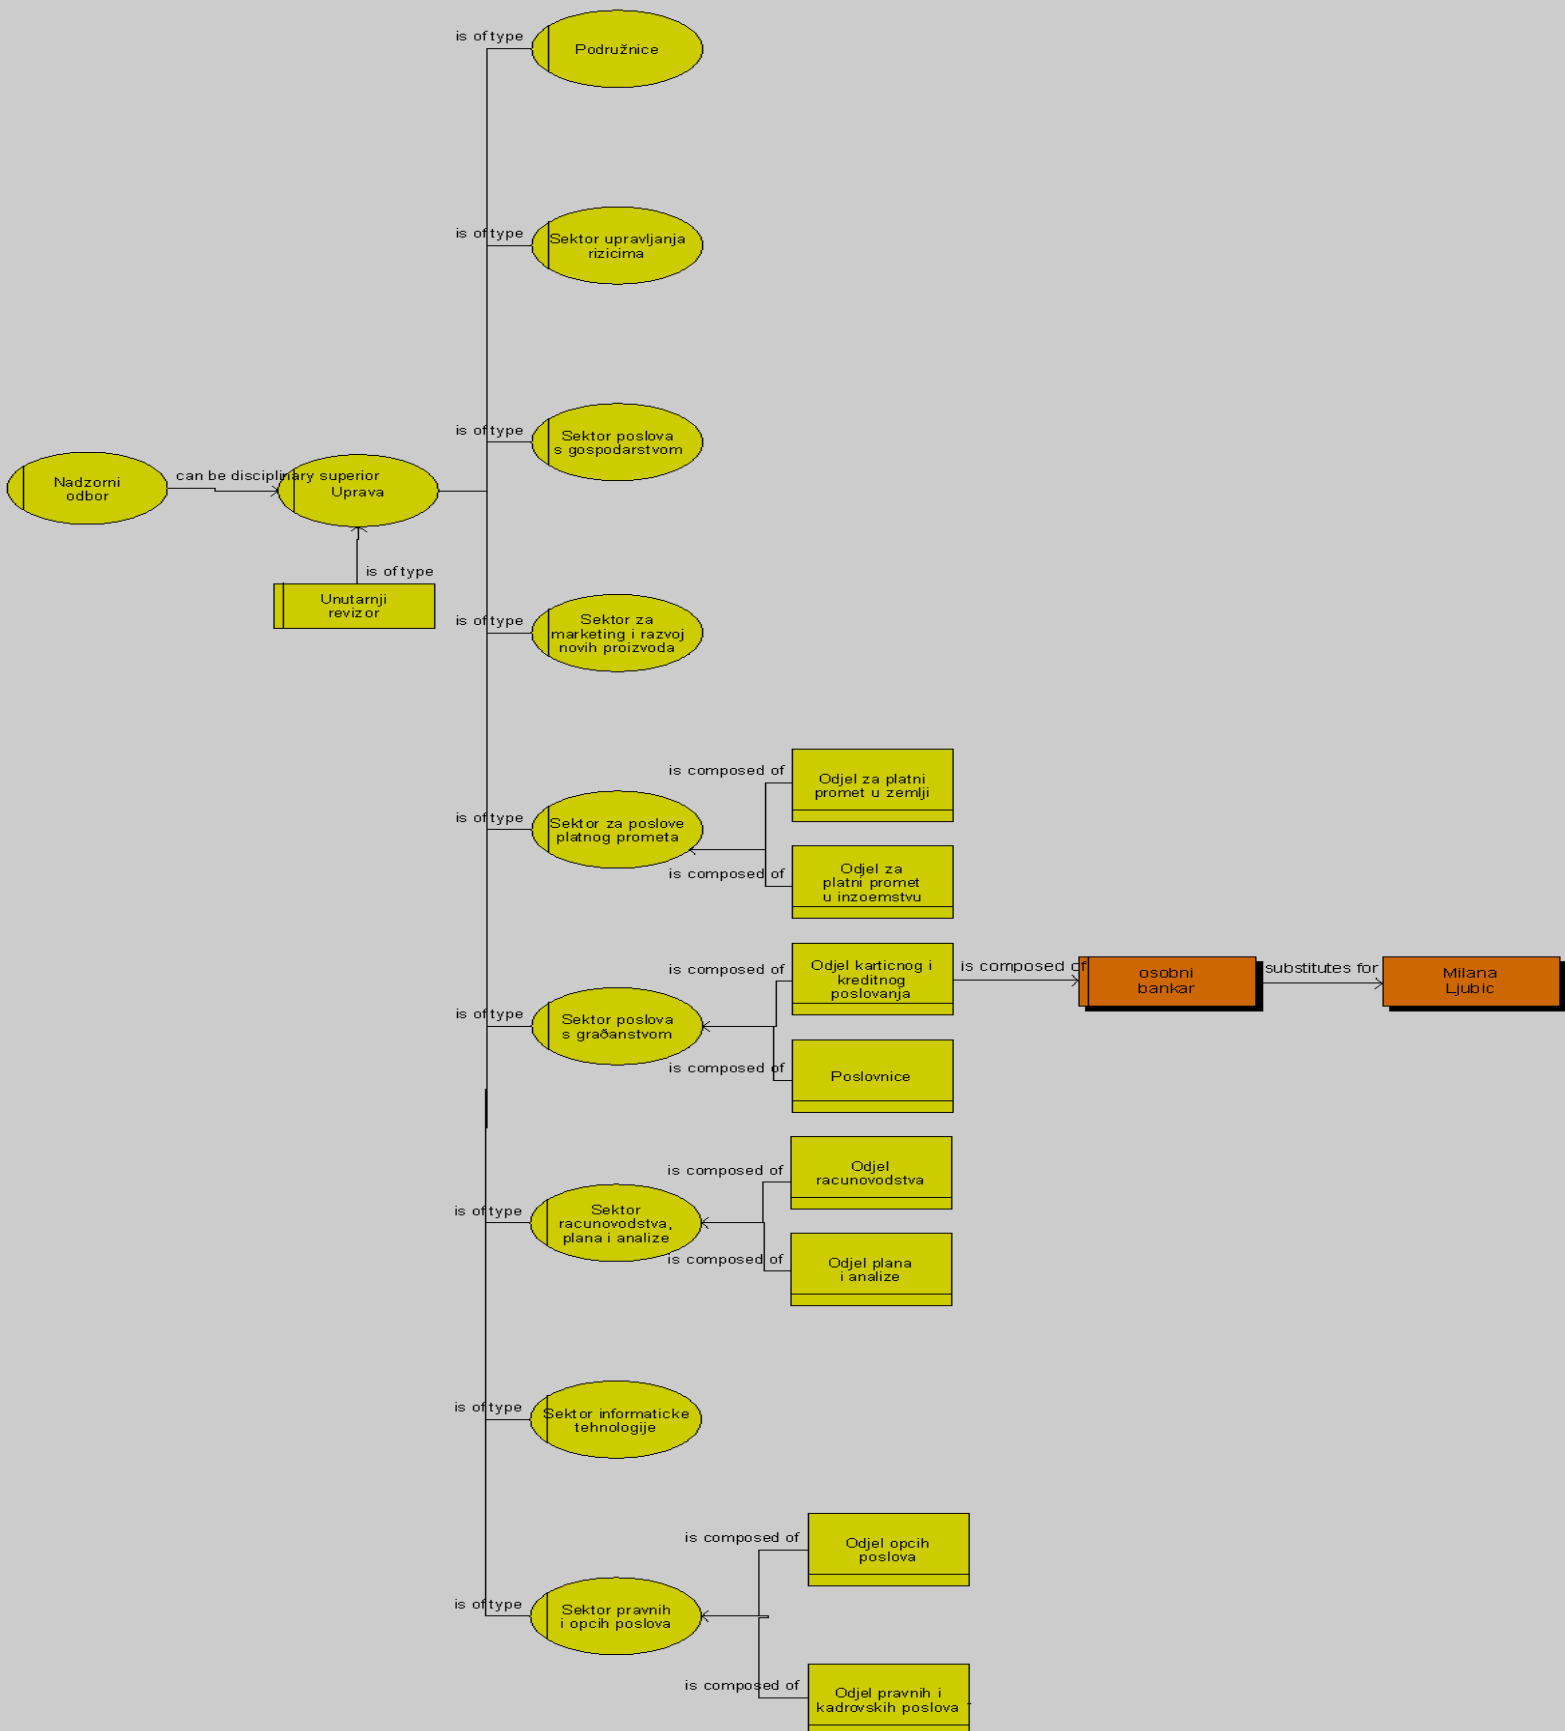 is of type
Podružnice
is of type
Sektor upravljanja
rizicima
is of type
Sektor poslova
s gospodarstvom
Nadzorni
odbor
can be disciplinary superior
Uprava
is of type
Unutarnji
revizor
is of type
Sektor za
marketing i razvoj
novih proizvoda
is of type
Sektor za poslove
platnog prometa
is composed of
Odjel za platni
promet u zemlji
is composed of
Odjel za
platni promet
u inzoemstvu
is of type
Sektor poslova
s graðanstvom
is composed of
Odjel karticnog i
kreditnog
poslovanja
is composed of
osobni
bankar
substitutes for
Milana
Ljubic
is composed of
Poslovnice
is of type
Sektor
racunovodstva,
plana i analize
is composed of
Odjel
racunovodstva
is composed of
Odjel plana
i analize
is of type
Sektor informaticke
tehnologije
is of type
Sektor pravnih
i opcih poslova
is composed of
Odjel opcih
poslova
is composed of
Odjel pravnih i
kadrovskih poslova